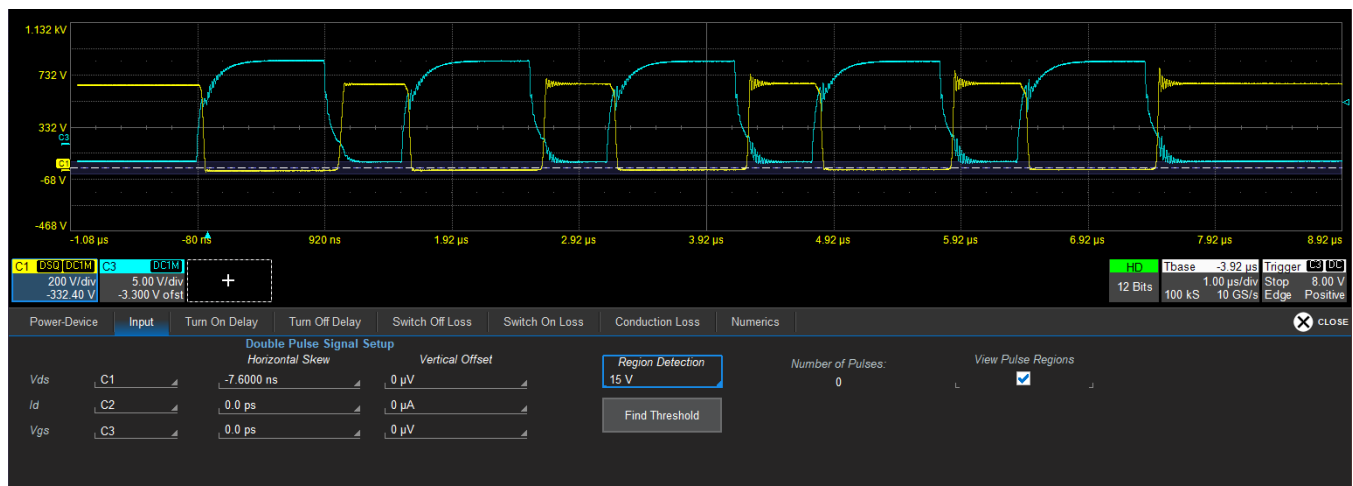 1.132 kV
732 V
332 V
C3
C1
-68 V
-468 V
-1.08 µs -80 ns 920 ns 1.92 µs 2.92 µs 3.92 µs 4.92 µs 5.92 µs 6.92 µs 7.92 µs 8.92 µs
C1 DSQ DC1M C3 DC1M HD Tbase -3.92 µs Trigger C3 DC
200 V/div 5.00 V/div + 12 Bits 1.00 µs/div Stop 8.00 V
-332.40 V -3.300 V ofst 100 kS 10 GS/s Edge Positive
Power-Device Input Turn On Delay Turn Off Delay Switch Off Loss Switch On Loss Conduction Loss Numerics CLOSE
Double Pulse Signal Setup
Horizontal Skew Vertical Offset Region Detection Number of Pulses: View Pulse Regions
Vds C1 -7.6000 ns 0 µV 15 V 0
Id C2 0.0 ps 0 µA Find Threshold
Vgs C3 0.0 ps 0 µV